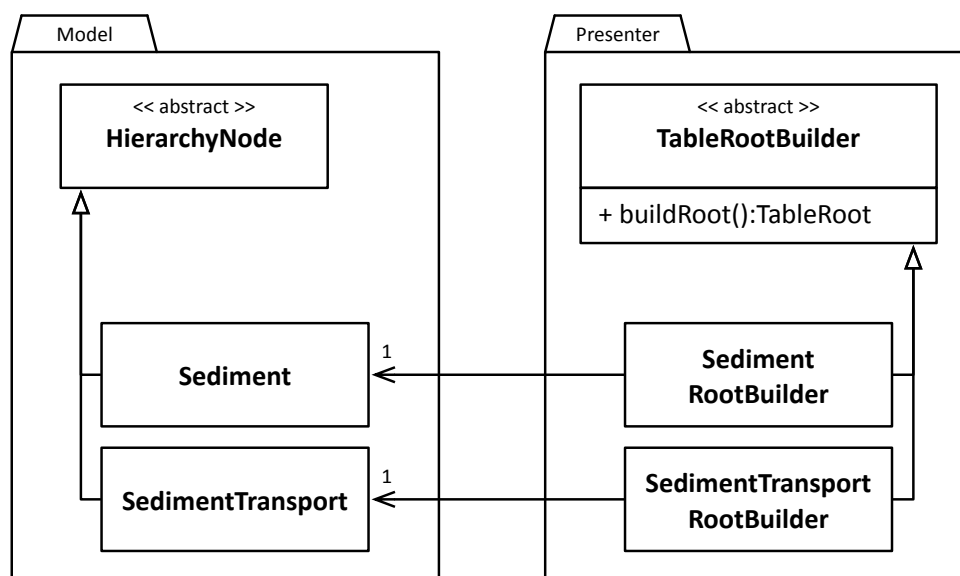 Model
<< abstract >>
HierarchyNode
Sediment
SedimentTransport
Presenter
<< abstract >>
TableRootBuilder
+ buildRoot():TableRoot
1
Sediment
RootBuilder
1
SedimentTransport
RootBuilder